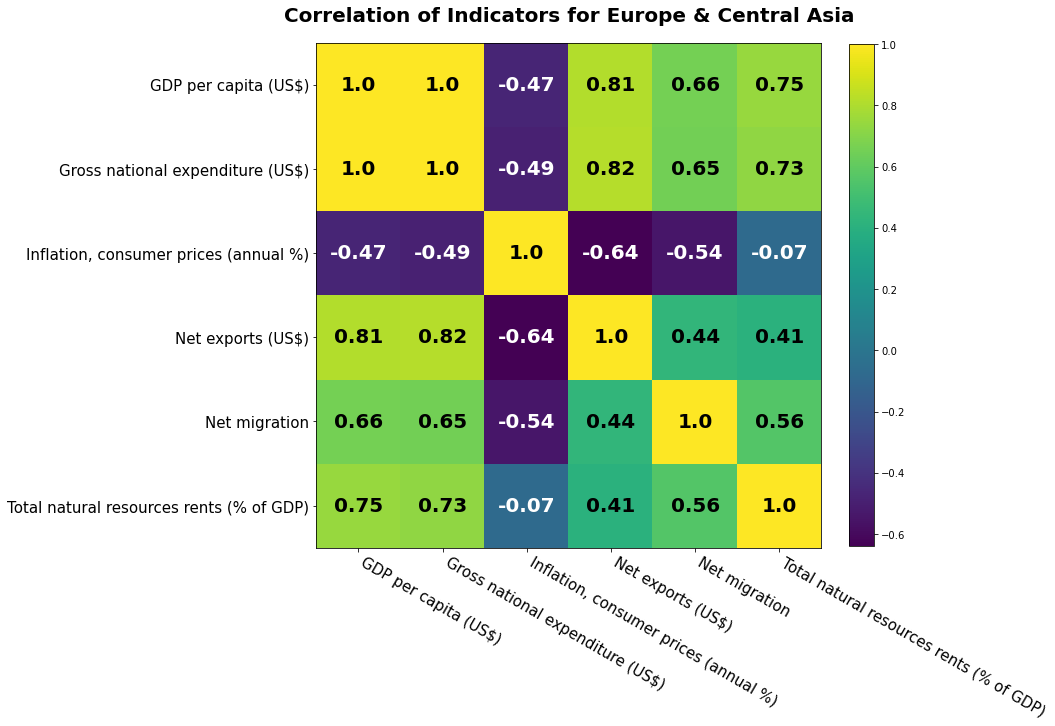 Correlation of Indicators for Europe & Central Asia
GDP per capita (US$) 1.0 1.0 -0.47 0.81 0.66 0.75
Gross national expenditure (US$) 1.0 1.0 -0.49 0.82 0.65 0.73
Inflation, consumer prices (annual %) -0.47 -0.49 1.0 -0.64 -0.54 -0.07
Net exports (US$) 0.81 0.82 -0.64 1.0 0.44 0.41
Net migration 0.66 0.65 -0.54 0.44 1.0 0.56
Total natural resources rents (% of GDP) 0.75 0.73 -0.07 0.41 0.56 1.0
GDP per capita (US$)
Gross national expenditure (US$)
Inflation, consumer prices (annual %)
Net exports (US$)
Net migration
Total natural resources rents (% of GDP)
1.0
0.8
0.6
0.4
0.2
0.0
−0.2
−0.4
−0.6